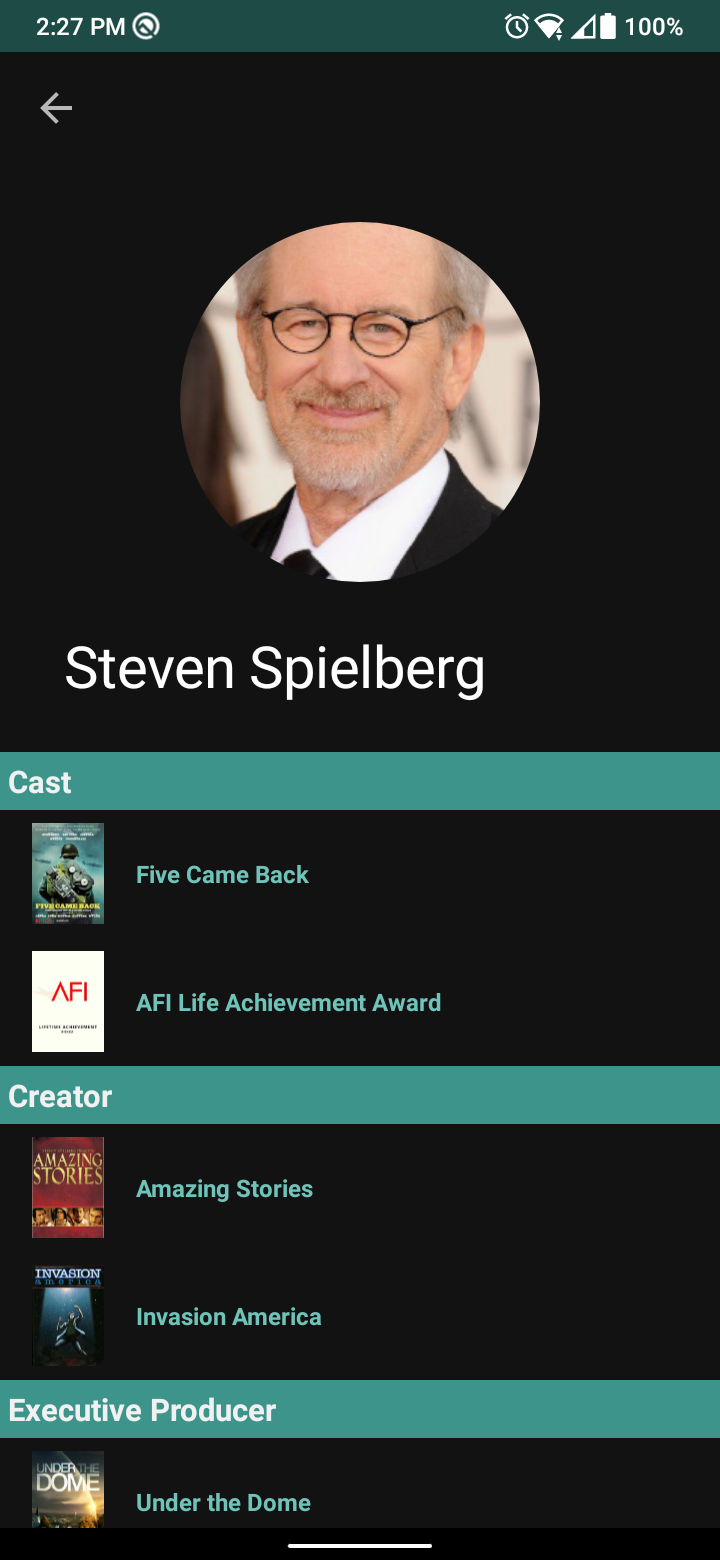 2:27 PM
100%
Steven Spielberg
Cast
FIVE CAME BACK
Five Came Back
AFI
LIFETIME ACHIEVEMENT
AFI Life Achievement Award
Creator
AMAZING
STORIES
Amazing Stories
INVASION
america
Invasion America
Executive Producer
UNDER THE
DOME
Under the Dome